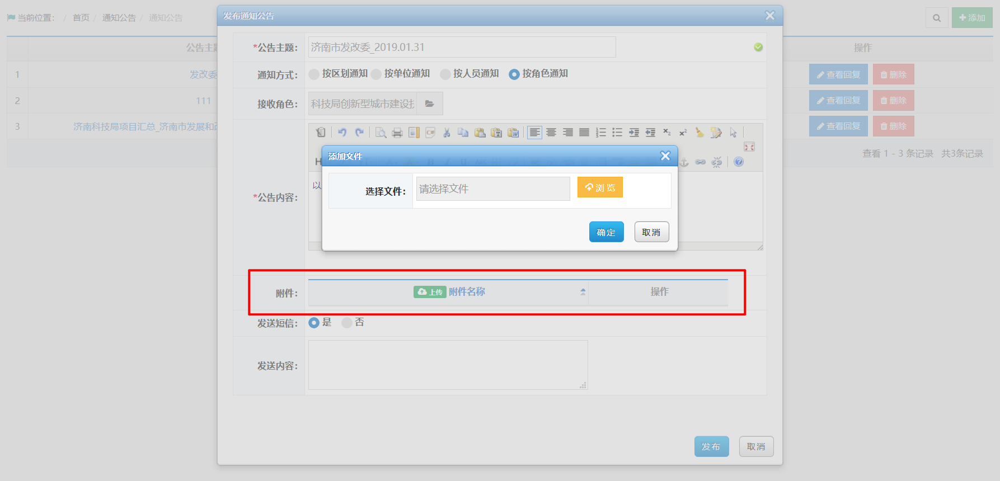 当前位置： / 首页 / 通知公告 / 通知公告
添加
公告主
操作
1
发改委
查看回复
删除
2
111
查看回复
删除
3
济南科技局项目汇总_济南市发展和
查看回复
删除
查看 1 - 3 条记录 共3条记录
发布通知公告
*公告主题：
济南市发改委_2019.01.31
通知方式：
按区划通知 按单位通知 按人员通知 按角色通知
接收角色：
科技局创新型城市建设
*公告内容：
H
以
添加文件
选择文件：
请选择文件
浏 览
确定
取消
附件：
上传 附件名称
操作
发送短信：
是 否
发送内容：
发布
取消